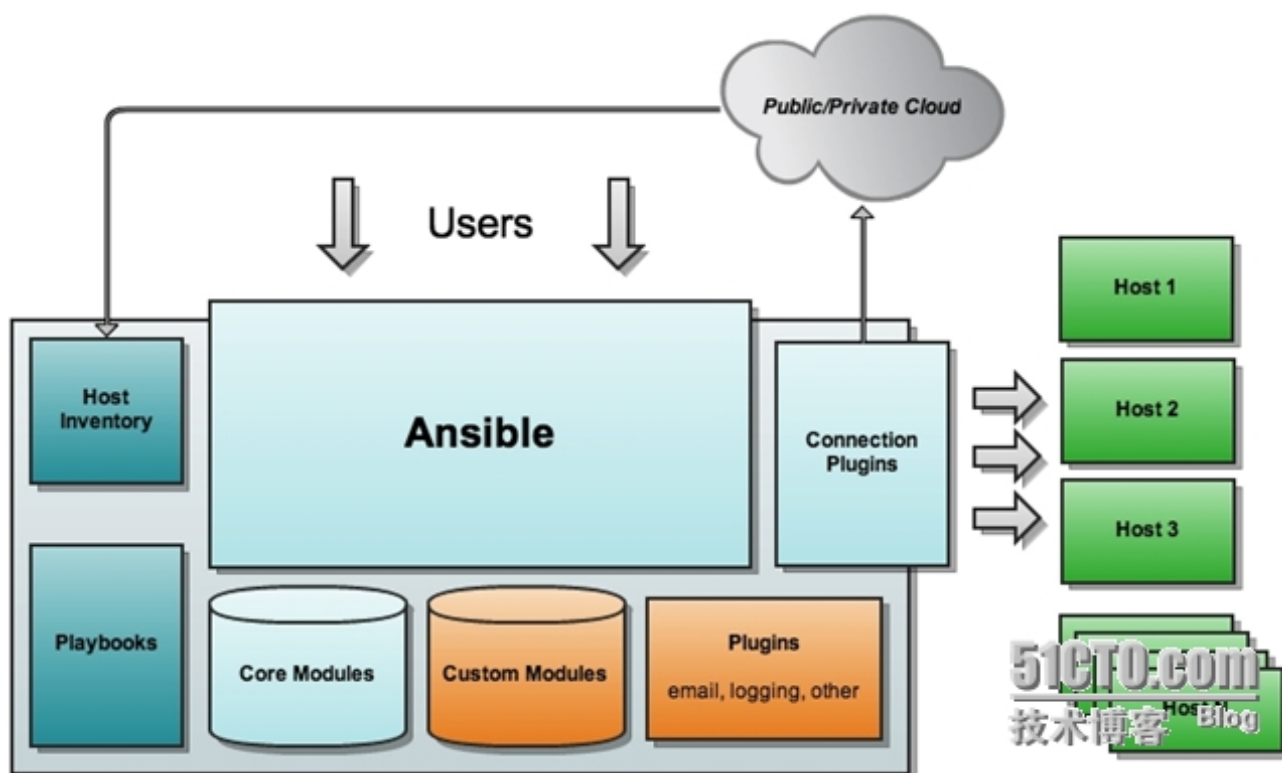 Public/Private Cloud
Users
Host
Inventory
Ansible
Connection
Plugins
Host 1
Host 2
Host 3
Playbooks
Core Modules
Custom Modules
Plugins
email, logging, other
51CTO.com
技术博客 Blog
Host